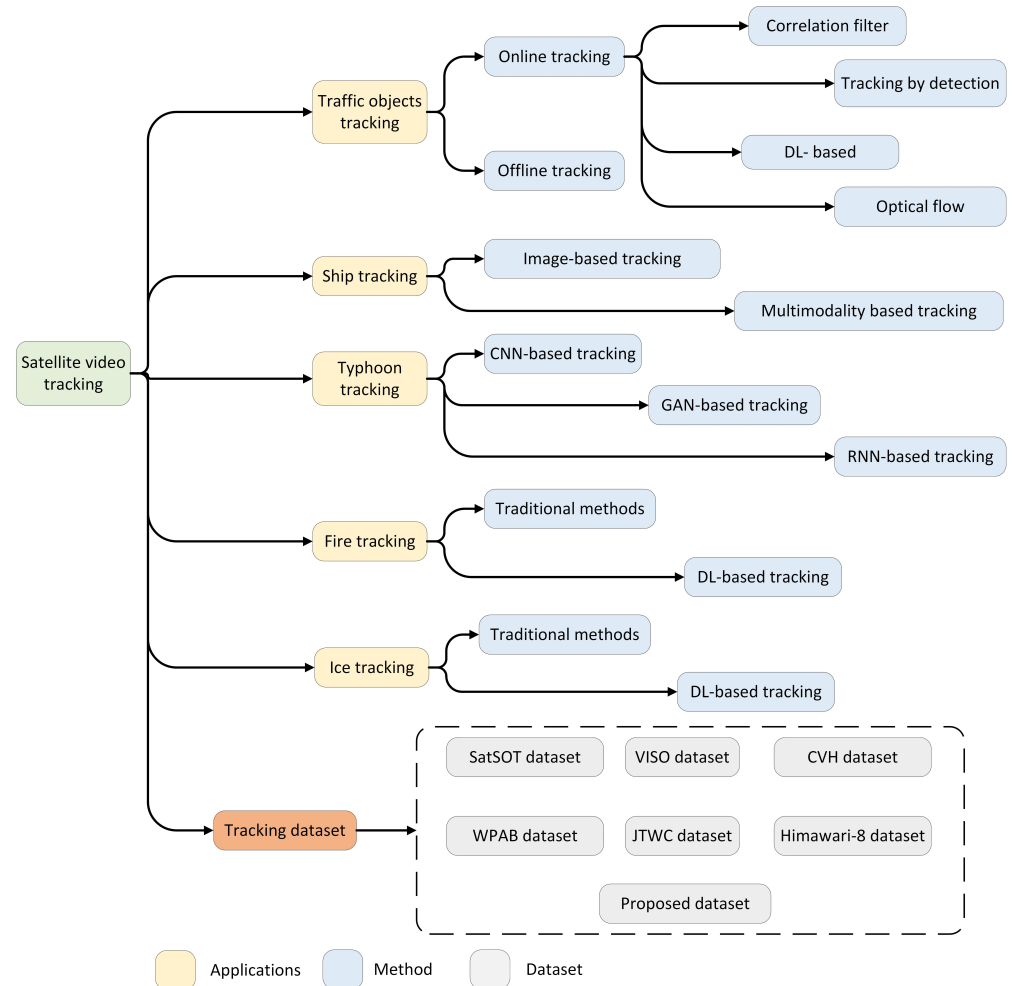 Correlation filter
Online tracking
Tracking by detection
Traffic objects
tracking
DL- based
Offline tracking
Optical flow
Image-based tracking
Ship tracking
Multimodality based tracking
Satellite video
tracking
CNN-based tracking
Typhoon
tracking
GAN-based tracking
RNN-based tracking
Traditional methods
Fire tracking
DL-based tracking
Traditional methods
Ice tracking
DL-based tracking
SatSOT dataset
VISO dataset
CVH dataset
Tracking dataset
WPAB dataset
JTWC dataset
Himawari-8 dataset
Proposed dataset
Applications
Method
Dataset